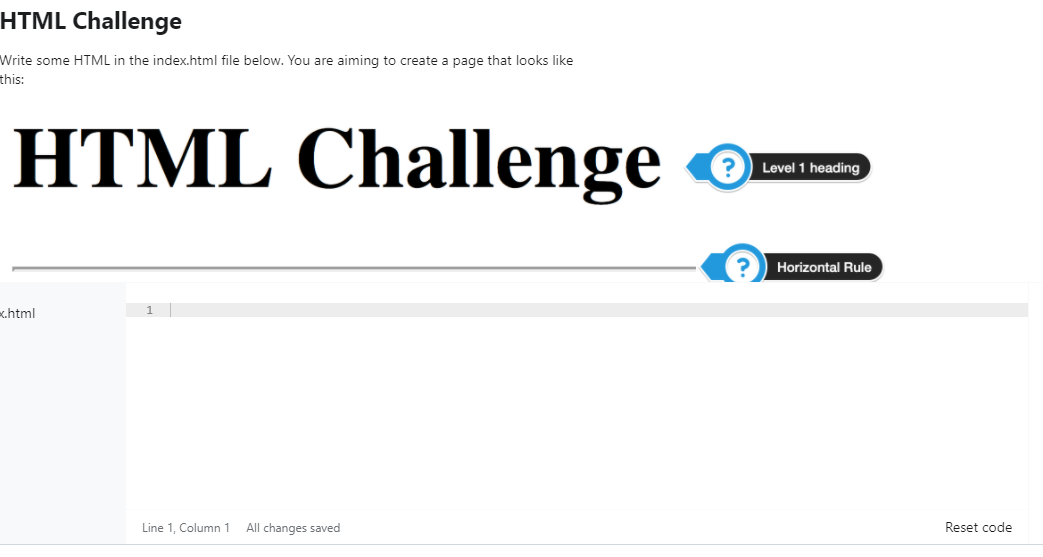 HTML Challenge
Write some HTML in the index.html file below. You are aiming to create a page that looks like
this:
HTML Challenge
Level 1 heading
Horizontal Rule
x.html
1
Line 1, Column 1 All changes saved
Reset code